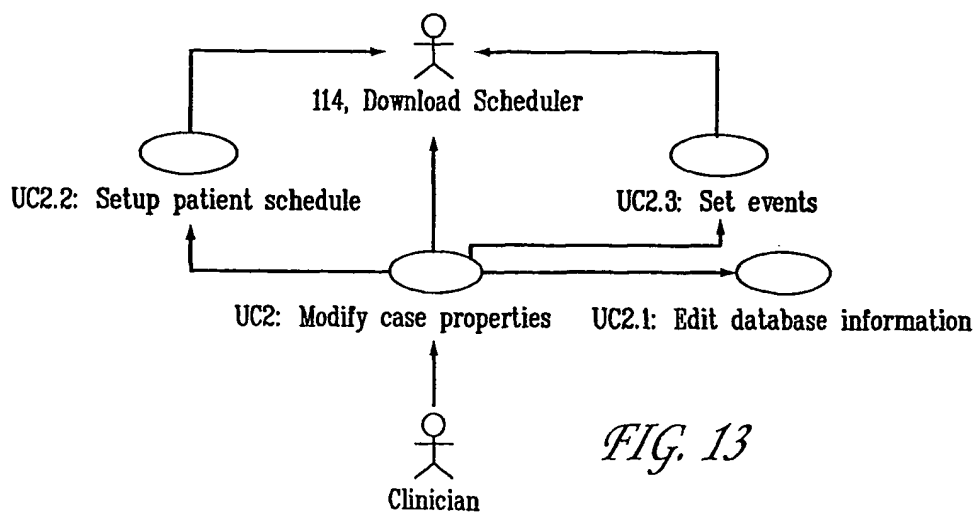 114, Download Scheduler
UC2.2: Setup patient schedule
UC2.3: Set events
UC2: Modify case properties
UC2.1: Edit database information
Clinician
FIG. 13